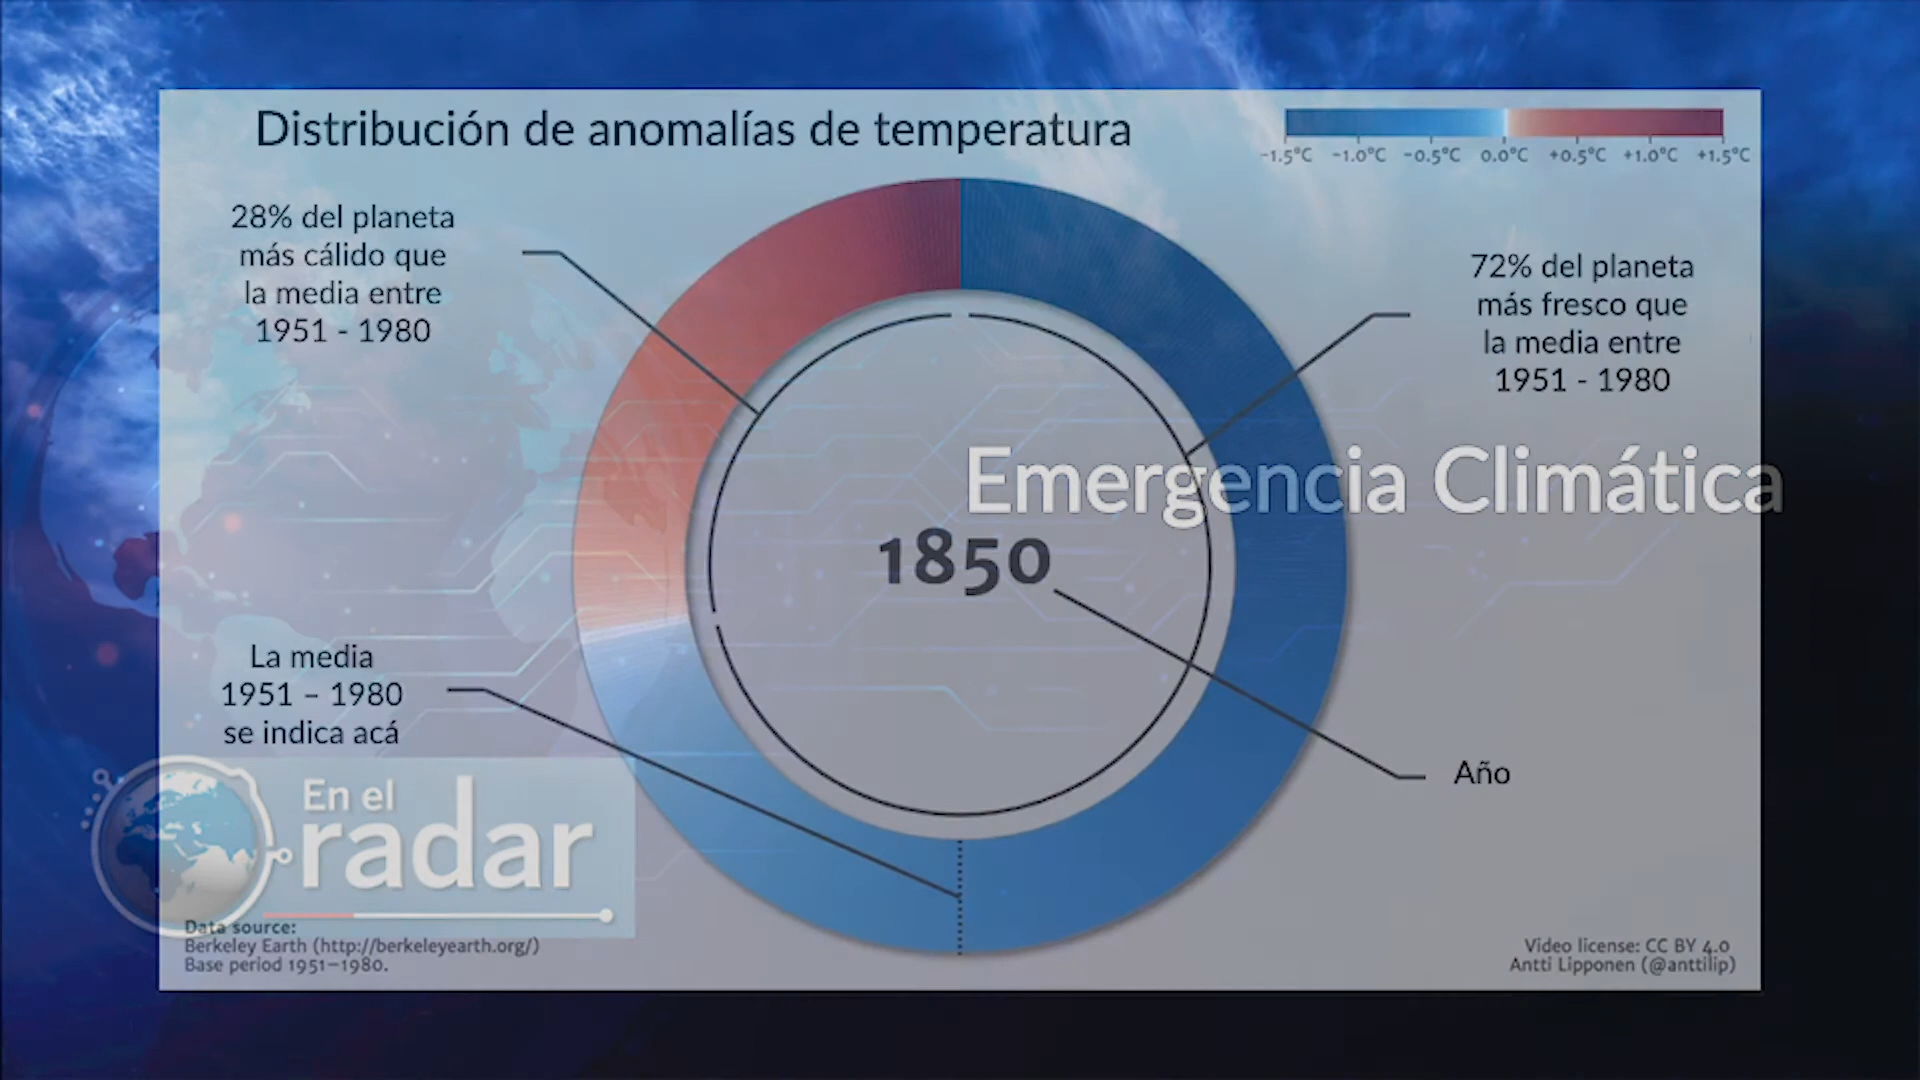 Distribución de anomalías de temperatura
−1.5°C −1.0°C −0.5°C 0.0°C +0.5°C +1.0°C +1.5°C
28% del planeta
más cálido que
la media entre
1951 - 1980
72% del planeta
más fresco que
la media entre
1951 - 1980
Emergencia Climática
1850
La media
1951 – 1980
se indica acá
Año
En el
radar
Data source:
Berkeley Earth (http://berkeleyearth.org/)
Base period 1951−1980.
Video license: CC BY 4.0
Antti Lipponen (@anttilip)